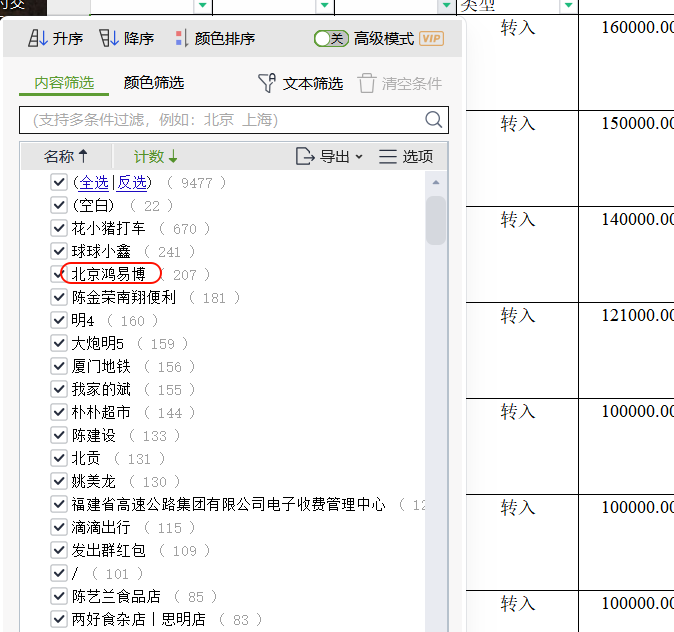 类型
升序 降序 颜色排序 关 高级模式 VIP
内容筛选 颜色筛选 文本筛选 清空条件
(支持多条件过滤，例如：北京 上海)
名称↑ 计数↓ 导出 选项
(全选|反选) ( 9477 )
(空白) ( 22 )
花小猪打车 ( 670 )
球球小鑫 ( 241 )
北京鸿易博 ( 207 )
陈金荣南翔便利 ( 181 )
明4 ( 160 )
大炮明5 ( 159 )
厦门地铁 ( 156 )
我家的斌 ( 155 )
朴朴超市 ( 144 )
陈建设 ( 133 )
北贡 ( 131 )
姚美龙 ( 130 )
福建省高速公路集团有限公司电子收费管理中心 ( 12
滴滴出行 ( 115 )
发出群红包 ( 109 )
/ ( 101 )
陈艺兰食品店 ( 85 )
两好食杂店|思明店 ( 83 )
转入 160000.00
转入 150000.00
转入 140000.00
转入 121000.00
转入 100000.00
转入 100000.00
转入 100000.00